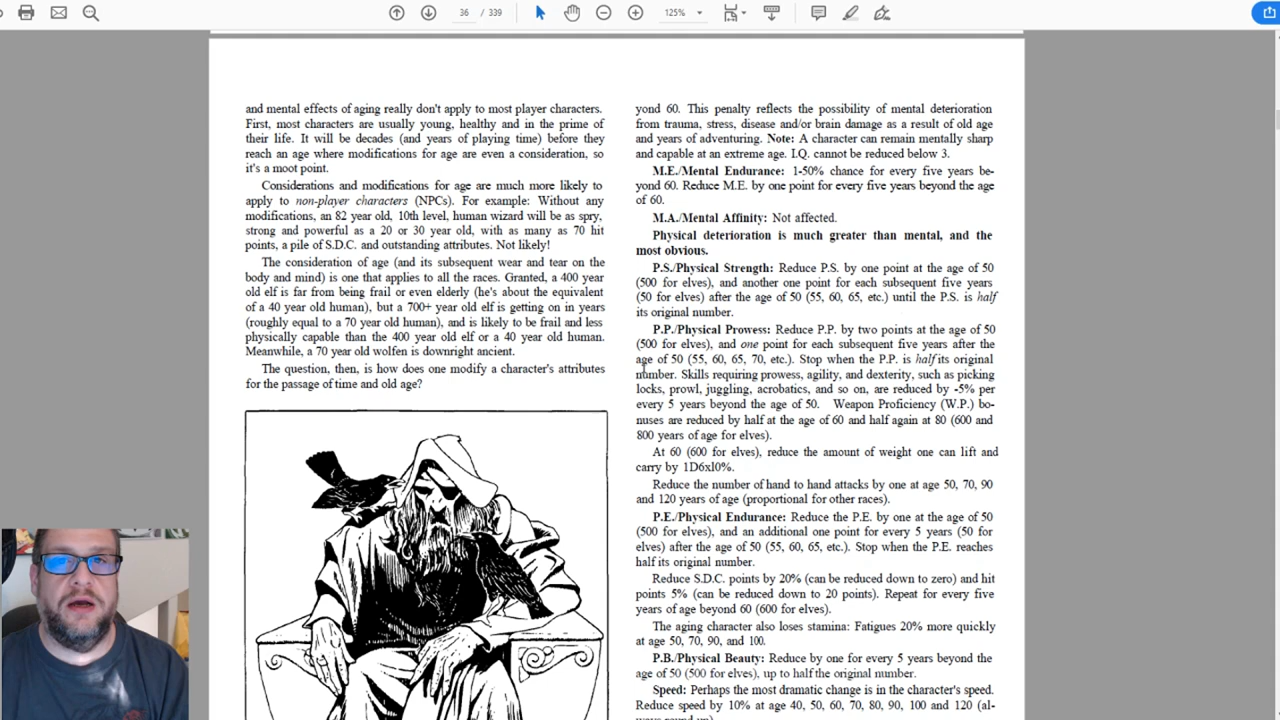 36 / 339
125%
and mental effects of aging really don't apply to most player characters.
First, most characters are usually young, healthy and in the prime of
their life. It will be decades (and years of playing time) before they
reach an age where modifications for age are even a consideration, so
it's a moot point.
Considerations and modifications for age are much more likely to
apply to non-player characters (NPCs). For example: Without any
modifications, an 82 year old, 10th level, human wizard will be as spry,
strong and powerful as a 20 or 30 year old, with as many as 70 hit
points, a pile of S.D.C. and outstanding attributes. Not likely!
The consideration of age (and its subsequent wear and tear on the
body and mind) is one that applies to all the races. Granted, a 400 year
old elf is far from being frail or even elderly (he's about the equivalent
of a 40 year old human), but a 700+ year old elf is getting on in years
(roughly equal to a 70 year old human), and is likely to be frail and less
physically capable than the 400 year old elf or a 40 year old human.
Meanwhile, a 70 year old wolfen is downright ancient.
The question, then, is how does one modify a character's attributes
for the passage of time and old age?
yond 60. This penalty reflects the possibility of mental deterioration
from trauma, stress, disease and/or brain damage as a result of old age
and years of adventuring. Note: A character can remain mentally sharp
and capable at an extreme age. I.Q. cannot be reduced below 3.
M.E./Mental Endurance: 1-50% chance for every five years be-
yond 60. Reduce M.E. by one point for every five years beyond the age
of 60.
M.A./Mental Affinity: Not affected.
Physical deterioration is much greater than mental, and the
most obvious.
P.S./Physical Strength: Reduce P.S. by one point at the age of 50
(500 for elves), and another one point for each subsequent five years
(50 for elves) after the age of 50 (55, 60, 65, etc.) until the P.S. is half
its original number.
P.P./Physical Prowess: Reduce P.P. by two points at the age of 50
(500 for elves), and one point for each subsequent five years after the
age of 50 (55, 60, 65, 70, etc.). Stop when the P.P. is half its original
number. Skills requiring prowess, agility, and dexterity, such as picking
locks, prowl, juggling, acrobatics, and so on, are reduced by -5% per
every 5 years beyond the age of 50. Weapon Proficiency (W.P.) bo-
nuses are reduced by half at the age of 60 and half again at 80 (600 and
800 years of age for elves).
At 60 (600 for elves), reduce the amount of weight one can lift and
carry by 1D6xl0%.
Reduce the number of hand to hand attacks by one at age 50, 70, 90
and 120 years of age (proportional for other races).
P.E./Physical Endurance: Reduce the P.E. by one at the age of 50
(500 for elves), and an additional one point for every 5 years (50 for
elves) after the age of 50 (55, 60, 65, etc.). Stop when the P.E. reaches
half its original number.
Reduce S.D.C. points by 20% (can be reduced down to zero) and hit
points 5% (can be reduced down to 20 points). Repeat for every five
years of age beyond 60 (600 for elves).
The aging character also loses stamina: Fatigues 20% more quickly
at age 50, 70, 90, and 100.
P.B./Physical Beauty: Reduce by one for every 5 years beyond the
age of 50 (500 for elves), up to half the original number.
Speed: Perhaps the most dramatic change is in the character's speed.
Reduce speed by 10% at age 40, 50, 60, 70, 80, 90, 100 and 120 (al-
ways round up)